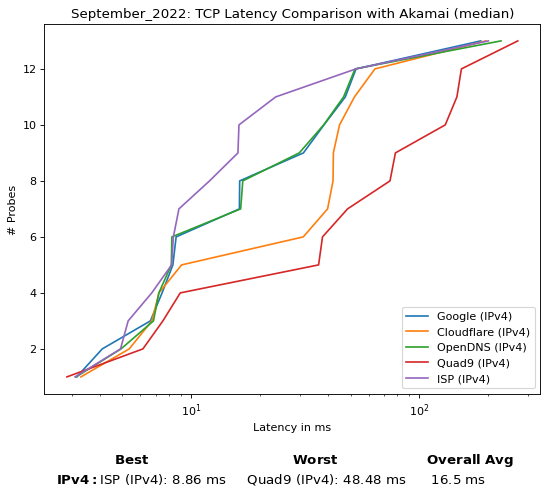 September_2022: TCP Latency Comparison with Akamai (median)
12
10
8
6
4
2
# Probes
Google (IPv4)
Cloudflare (IPv4)
OpenDNS (IPv4)
Quad9 (IPv4)
ISP (IPv4)
10¹ 10²
Latency in ms
Best Worst Overall Avg
IPv4: ISP (IPv4): 8.86 ms Quad9 (IPv4): 48.48 ms 16.5 ms